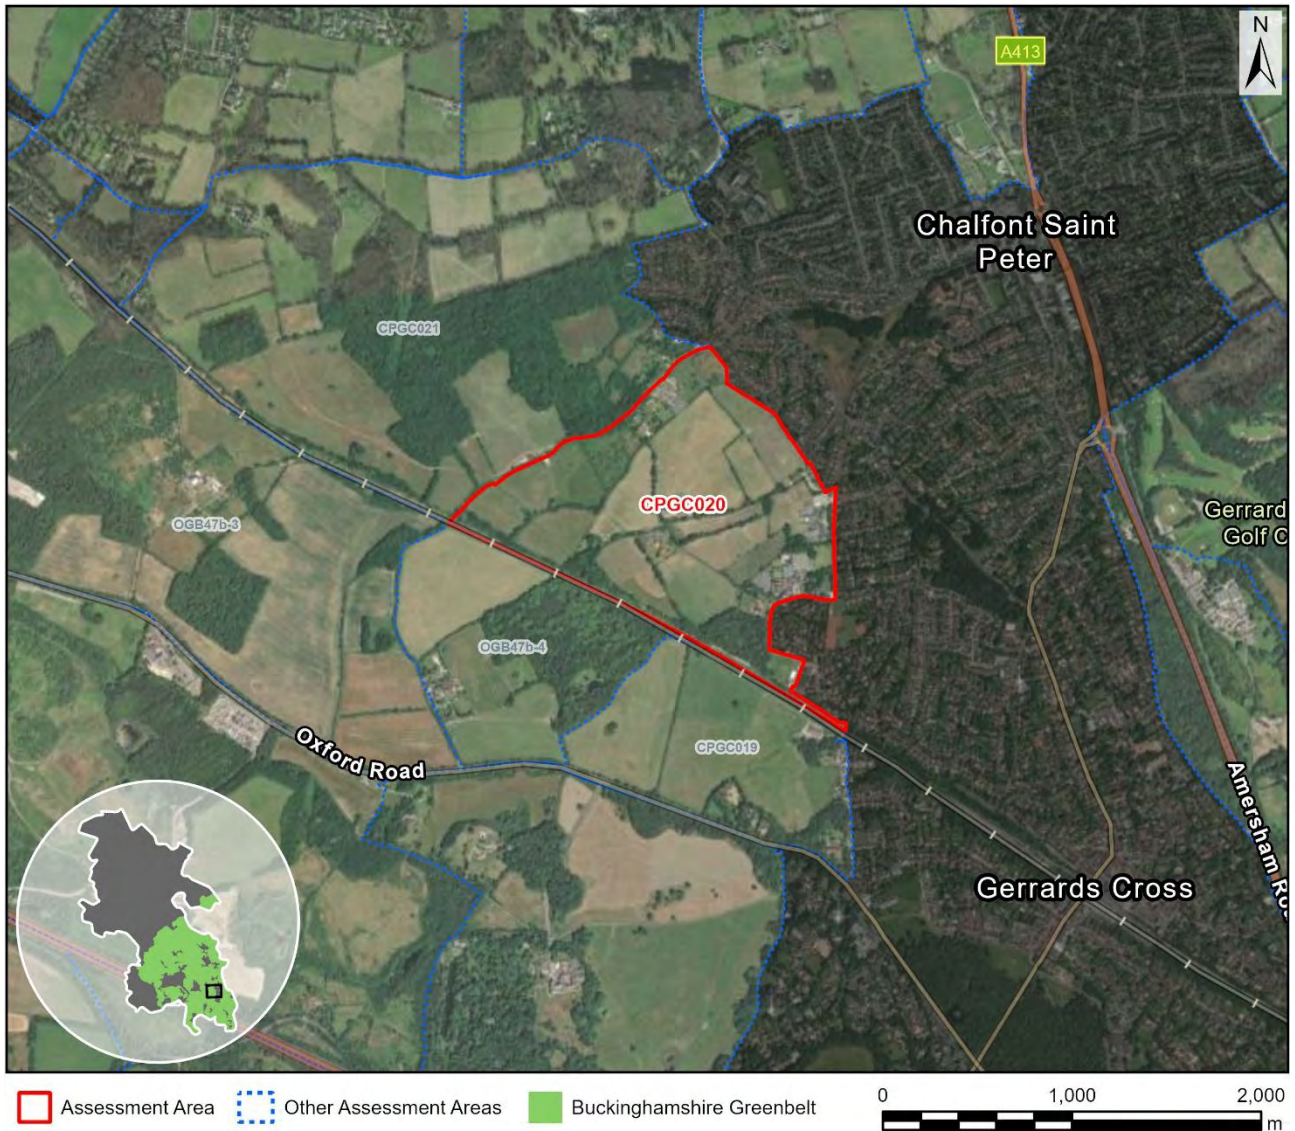 N
A413
Chalfont Saint
Peter
CPGC021
CPGC020
Gerrard
Golf C
OGB47b-3
OGB47b-4
CPGC019
Oxford Road
Amersham Roa
Gerrards Cross
Assessment Area
Other Assessment Areas
Buckinghamshire Greenbelt
0
1,000
2,000
m